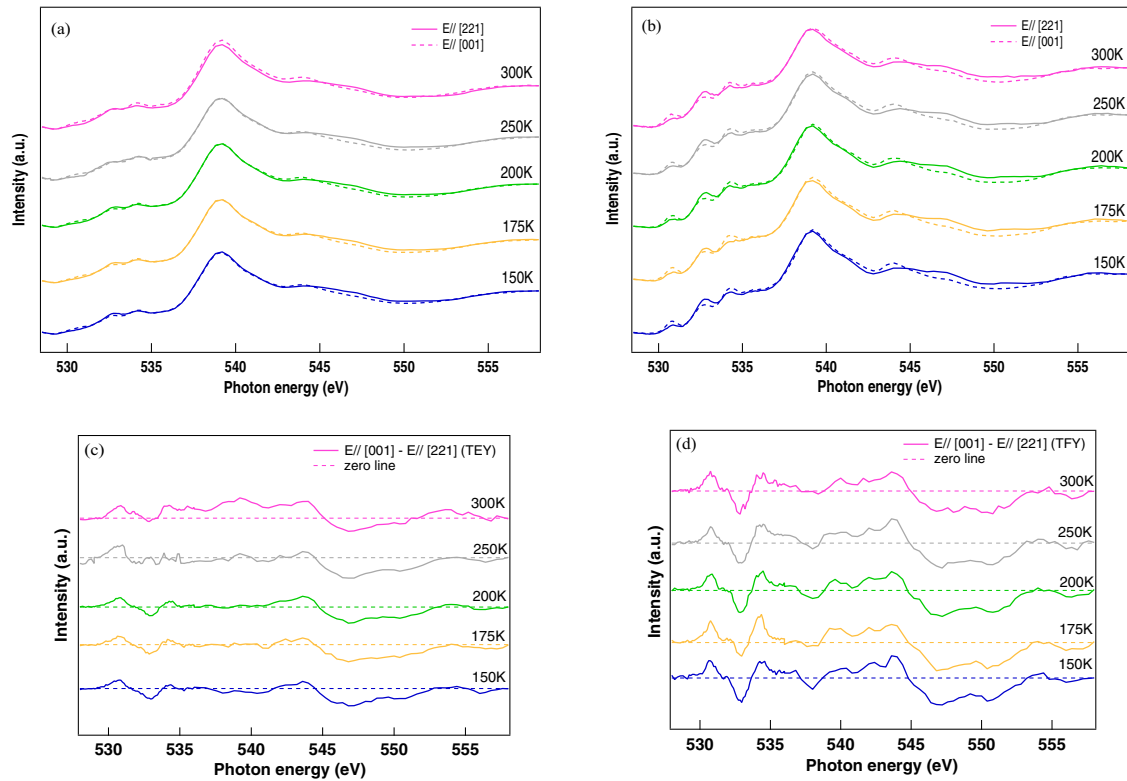 (a)
E// [221]
E// [001]
300K
250K
200K
175K
150K
Intensity (a.u.)
530 535 540 545 550 555
Photon energy (eV)
(b)
E// [221]
E// [001]
300K
250K
200K
175K
150K
Intensity (a.u.)
530 535 540 545 550 555
Photon energy (eV)
(c)
E// [001] - E// [221] (TEY)
zero line
300K
250K
200K
175K
150K
Intensity (a.u.)
530 535 540 545 550 555
Photon energy (eV)
(d)
E// [001] - E// [221] (TFY)
zero line
300K
250K
200K
175K
150K
Intensity (a.u.)
530 535 540 545 550 555
Photon energy (eV)